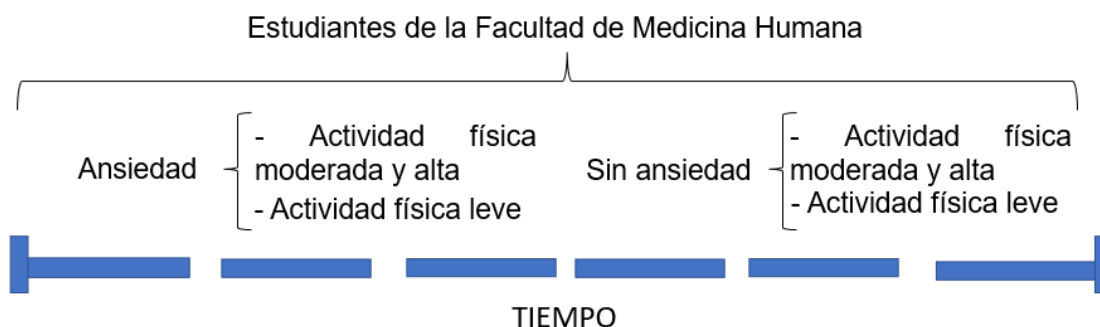 Estudiantes de la Facultad de Medicina Humana
Ansiedad
- Actividad física
moderada y alta
- Actividad física leve
Sin ansiedad
- Actividad física
moderada y alta
- Actividad física leve
TIEMPO